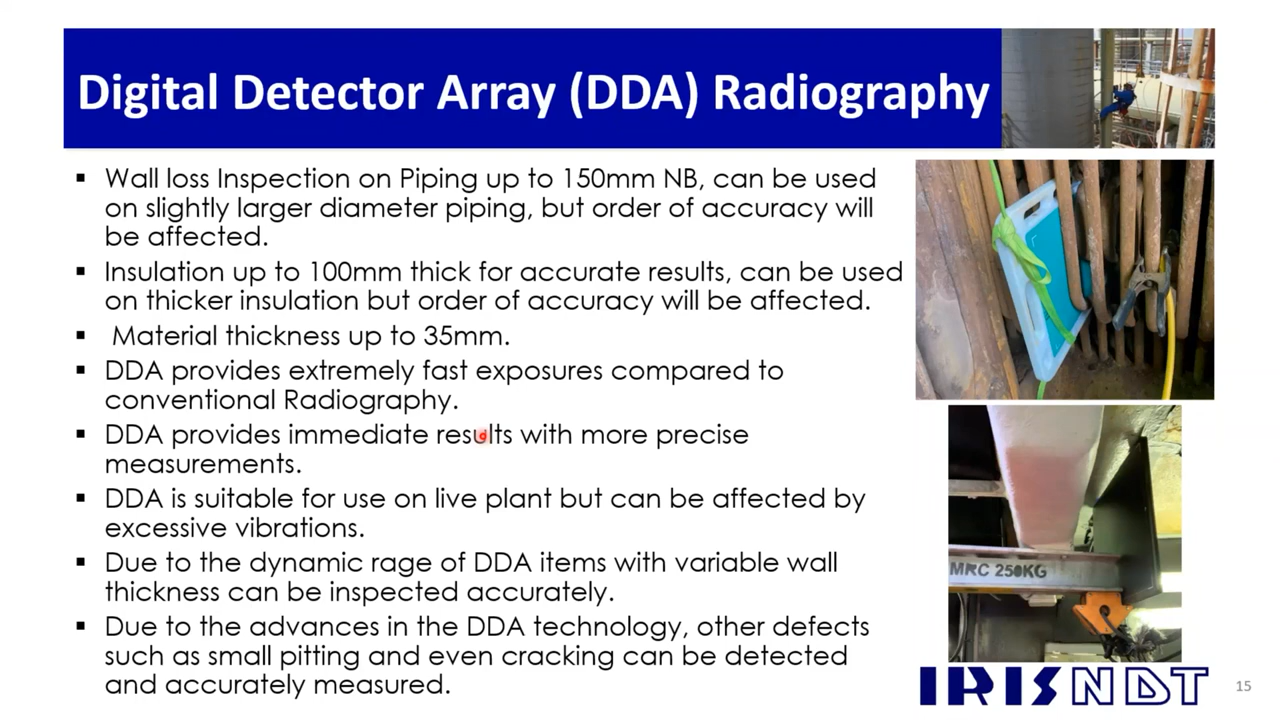 Digital Detector Array (DDA) Radiography
▪ Wall loss Inspection on Piping up to 150mm NB, can be used
on slightly larger diameter piping, but order of accuracy will
be affected.
▪ Insulation up to 100mm thick for accurate results, can be used
on thicker insulation but order of accuracy will be affected.
▪ Material thickness up to 35mm.
▪ DDA provides extremely fast exposures compared to
conventional Radiography.
▪ DDA provides immediate results with more precise
measurements.
▪ DDA is suitable for use on live plant but can be affected by
excessive vibrations.
▪ Due to the dynamic rage of DDA items with variable wall
thickness can be inspected accurately.
▪ Due to the advances in the DDA technology, other defects
such as small pitting and even cracking can be detected
and accurately measured.
MRC 250KG
IRISNDT
15